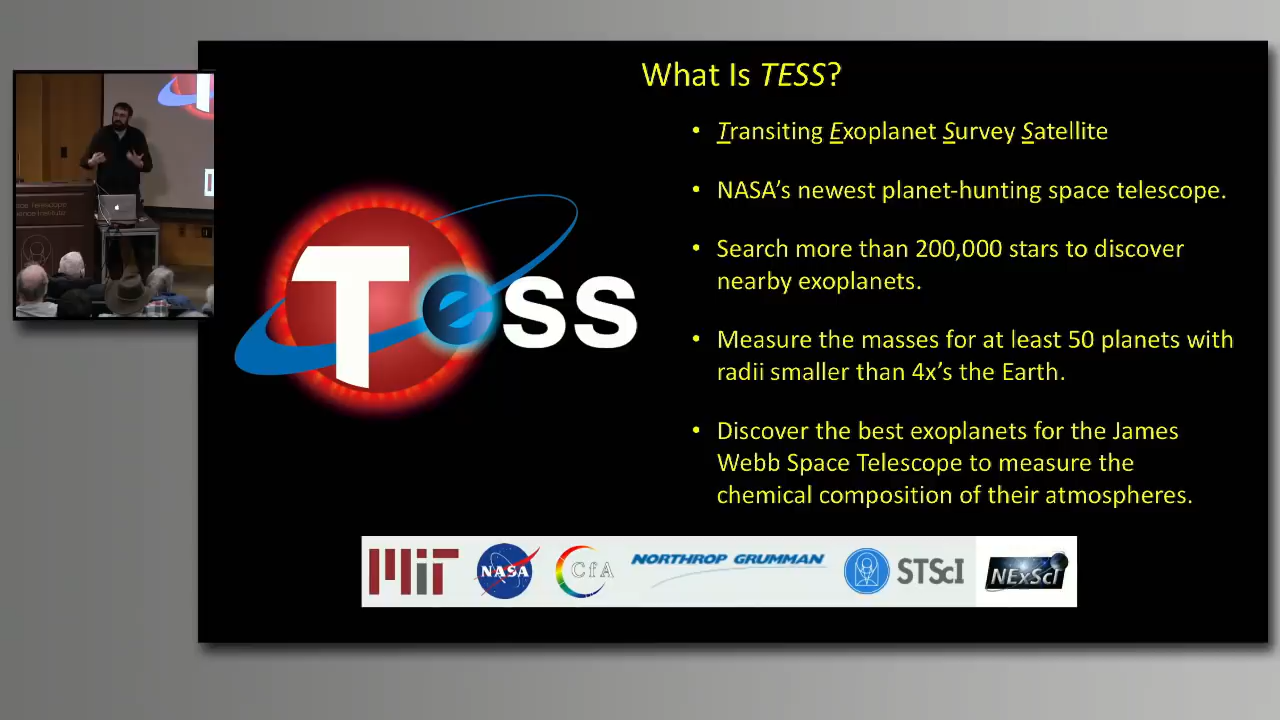 What Is TESS?
• Transiting Exoplanet Survey Satellite
• NASA's newest planet-hunting space telescope.
• Search more than 200,000 stars to discover
nearby exoplanets.
• Measure the masses for at least 50 planets with
radii smaller than 4x's the Earth.
• Discover the best exoplanets for the James
Webb Space Telescope to measure the
chemical composition of their atmospheres.
Tess
MIT NASA CfA NORTHROP GRUMMAN STScI NExScI